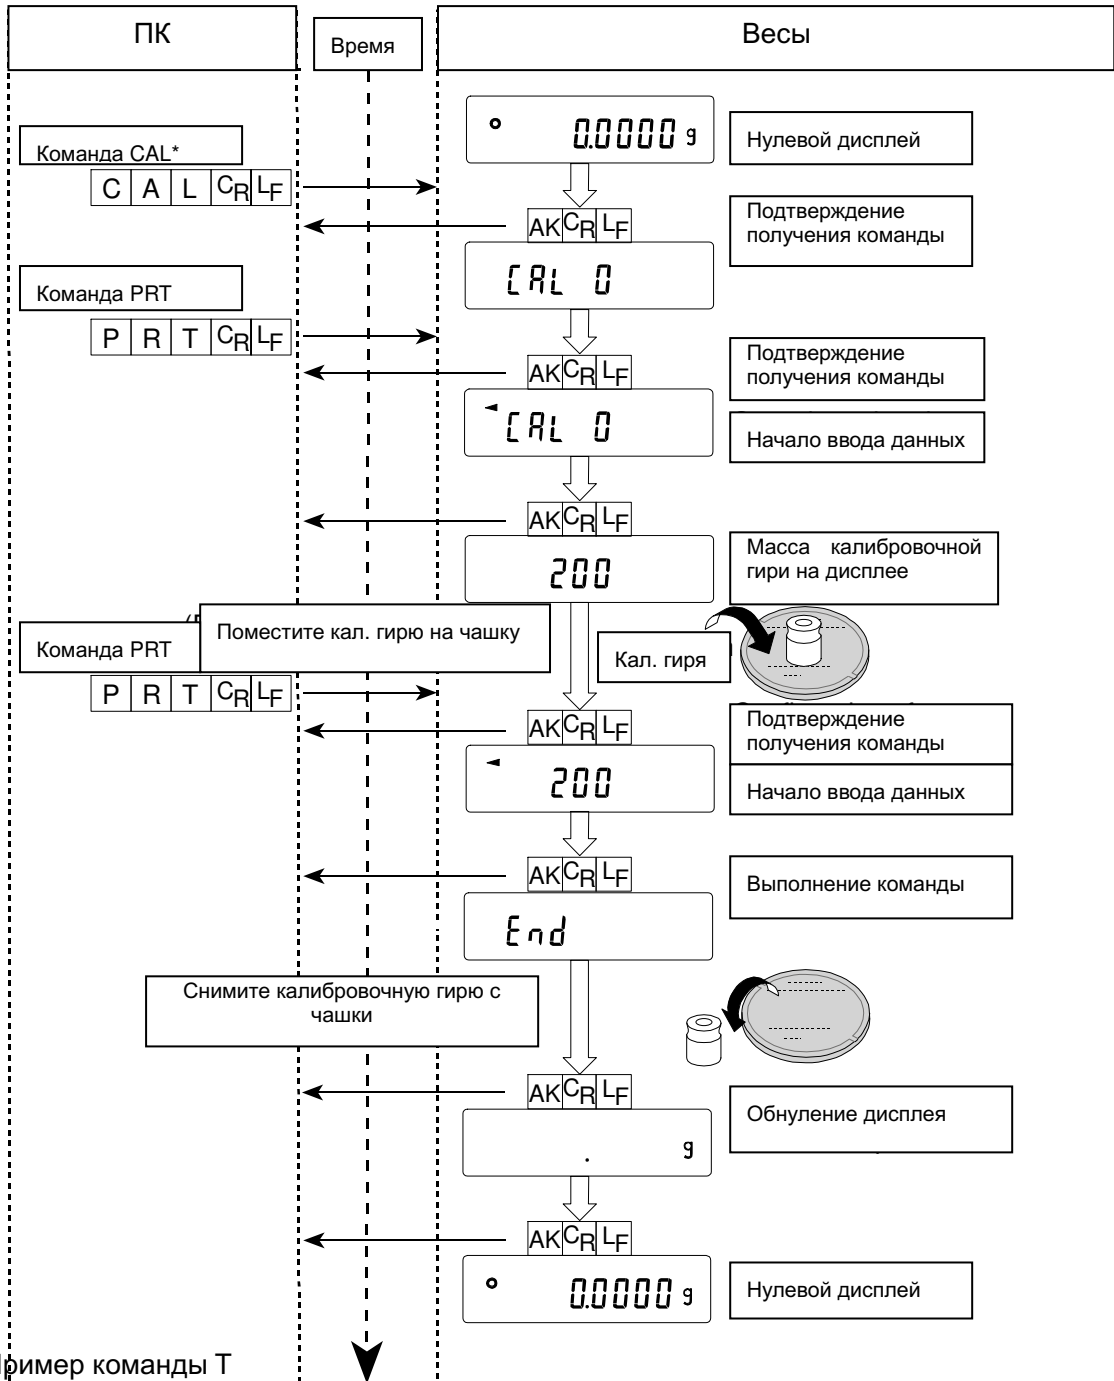 ПК
Время
Весы
0.0000 g
Нулевой дисплей
Команда CAL*
C A L CR LF
AK CR LF
Подтверждение
получения команды
CAL 0
Команда PRT
P R T CR LF
AK CR LF
Подтверждение
получения команды
CAL 0
Начало ввода данных
AK CR LF
Масса калибровочной
гири на дисплее
200
Поместите кал. гирю на чашку
Команда PRT
Кал. гиря
P R T CR LF
AK CR LF
Подтверждение
получения команды
200
Начало ввода данных
AK CR LF
Выполнение команды
End
Снимите калибровочную гирю с
чашки
AK CR LF
Обнуление дисплея
. g
AK CR LF
0.0000 g
Нулевой дисплей
Пример команды T